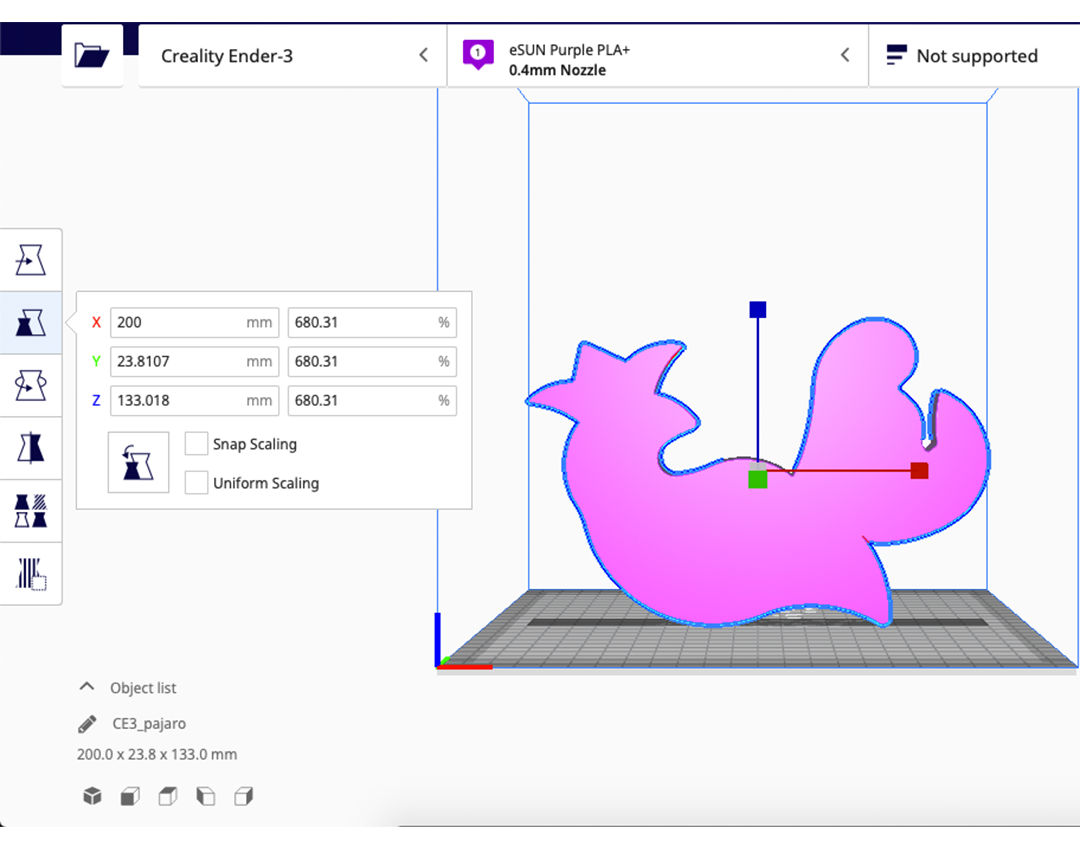 Creality Ender-3
1
eSUN Purple PLA+
0.4mm Nozzle
Not supported
X 200 mm 680.31 %
Y 23.8107 mm 680.31 %
Z 133.018 mm 680.31 %
Snap Scaling
Uniform Scaling
Object list
CE3_pajaro
200.0 x 23.8 x 133.0 mm